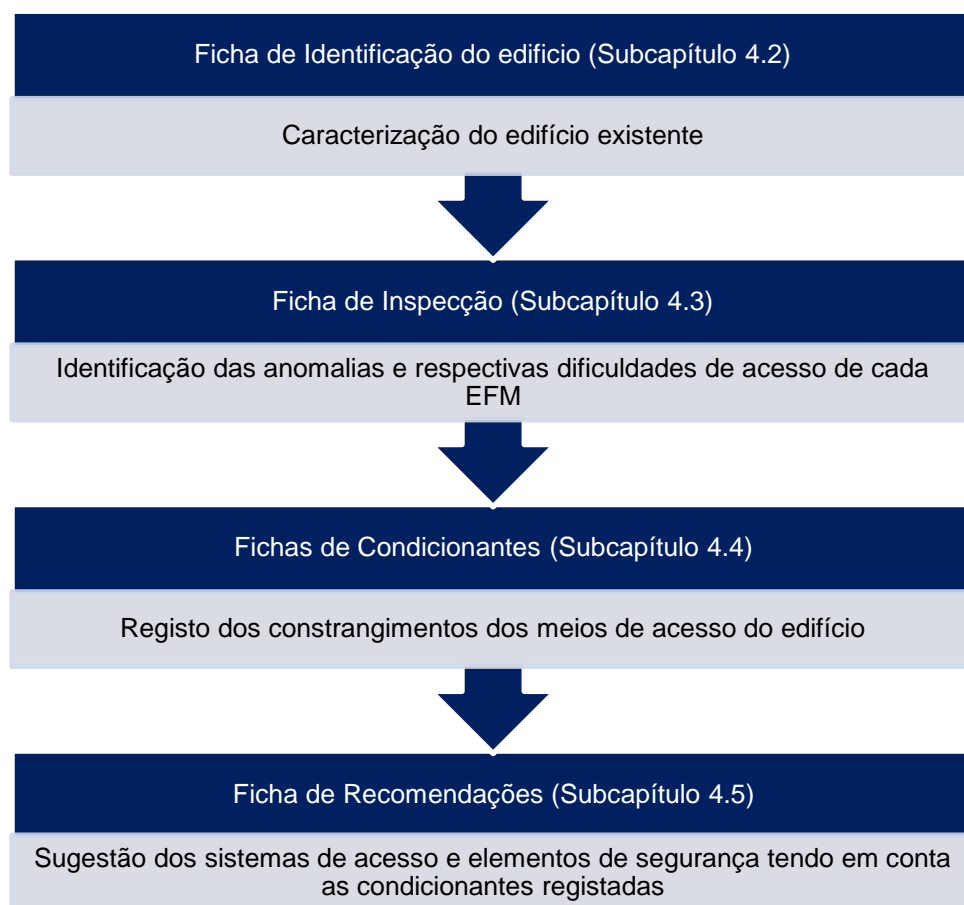 Ficha de Identificação do edificio (Subcapítulo 4.2)
Caracterização do edifício existente
Ficha de Inspecção (Subcapítulo 4.3)
Identificação das anomalias e respectivas dificuldades de acesso de cada
EFM
Fichas de Condicionantes (Subcapítulo 4.4)
Registo dos constrangimentos dos meios de acesso do edifício
Ficha de Recomendações (Subcapítulo 4.5)
Sugestão dos sistemas de acesso e elementos de segurança tendo em conta
as condicionantes registadas